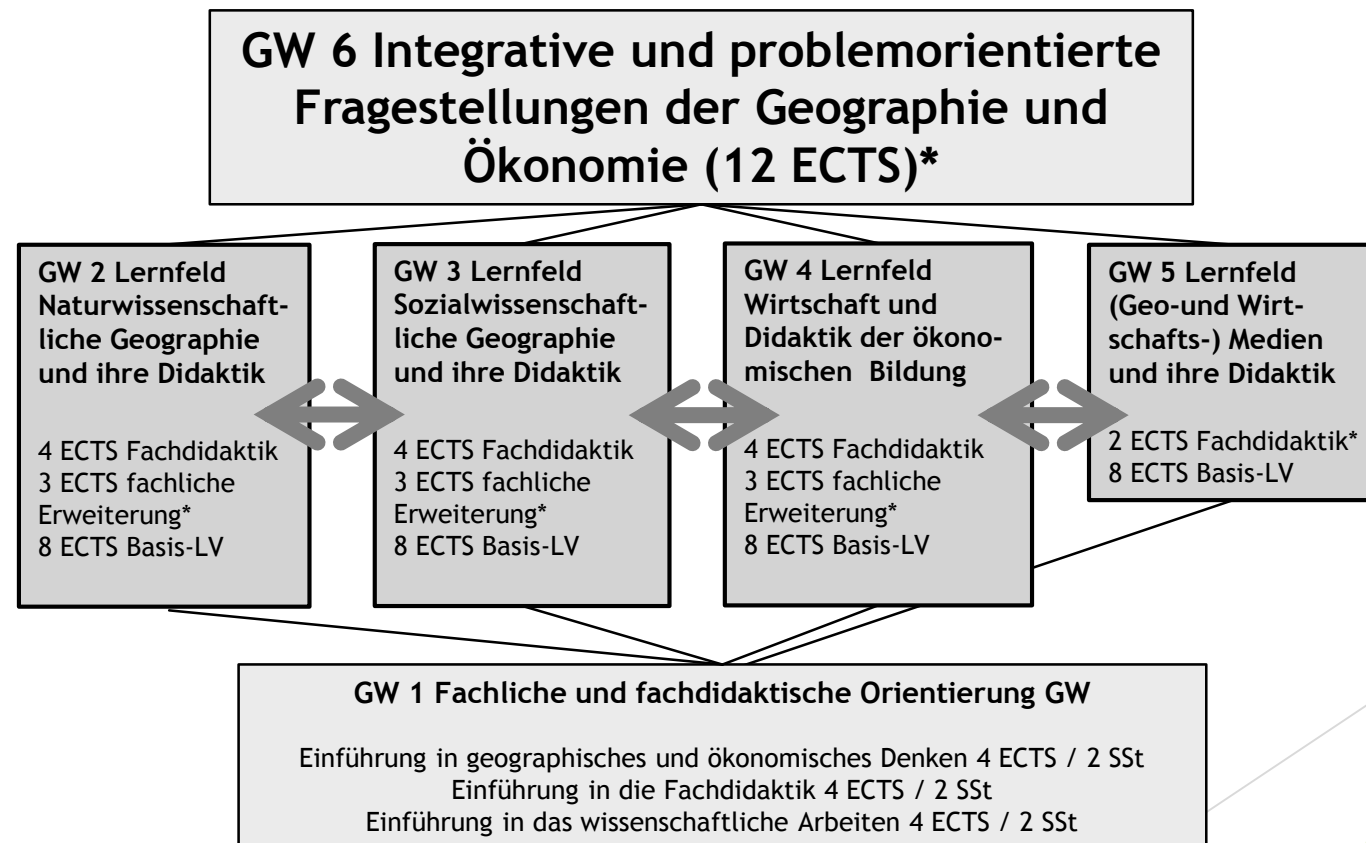 GW 6 Integrative und problemorientierte
Fragestellungen der Geographie und
Ökonomie (12 ECTS)*
GW 2 Lernfeld
Naturwissenschaft-
liche Geographie
und ihre Didaktik
4 ECTS Fachdidaktik
3 ECTS fachliche
Erweiterung*
8 ECTS Basis-LV
GW 3 Lernfeld
Sozialwissenschaft-
liche Geographie
und ihre Didaktik
4 ECTS Fachdidaktik
3 ECTS fachliche
Erweiterung*
8 ECTS Basis-LV
GW 4 Lernfeld
Wirtschaft und
Didaktik der ökono-
mischen Bildung
4 ECTS Fachdidaktik
3 ECTS fachliche
Erweiterung*
8 ECTS Basis-LV
GW 5 Lernfeld
(Geo-und Wirt-
schafts-) Medien
und ihre Didaktik
2 ECTS Fachdidaktik*
8 ECTS Basis-LV
GW 1 Fachliche und fachdidaktische Orientierung GW
Einführung in geographisches und ökonomisches Denken 4 ECTS / 2 SSt
Einführung in die Fachdidaktik 4 ECTS / 2 SSt
Einführung in das wissenschaftliche Arbeiten 4 ECTS / 2 SSt